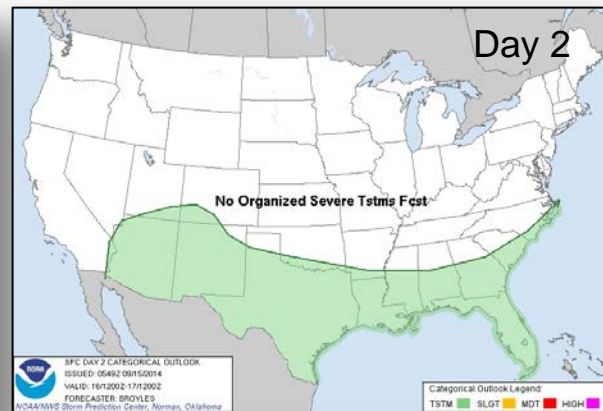 Day 2
No Organized Severe Tstms Fcst
NOAA
SPC DAY 2 CATEGORICAL OUTLOOK
ISSUED: 0549Z 09/15/2014
VALID: 16/1200Z-17/1200Z
FORECASTER: BROYLES
NOAA/NWS Storm Prediction Center, Norman, Oklahoma
Categorical Outlook Legend:
TSTM SLGT MDT HIGH